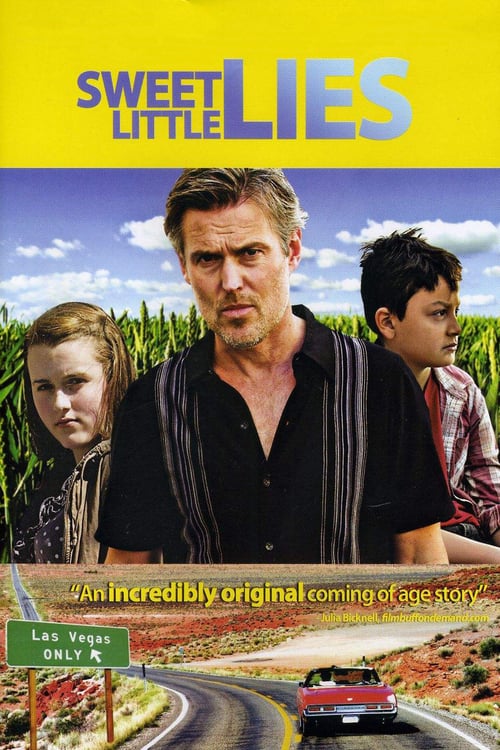 SWEET LITTLE LIES
"An incredibly original coming of age story"
- Julia Bicknell, filmbuffondemand.com
Las Vegas
ONLY ↖